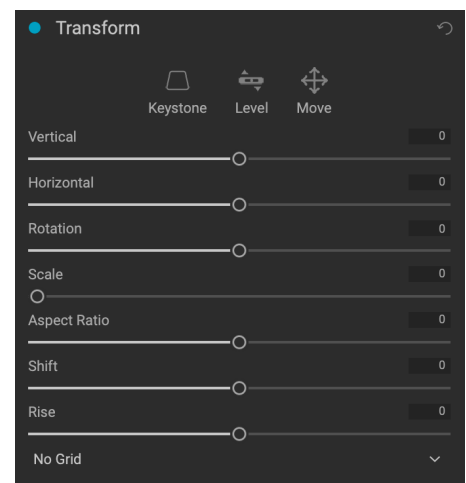 Transform
Keystone Level Move
Vertical 0
Horizontal 0
Rotation 0
Scale 0
Aspect Ratio 0
Shift 0
Rise 0
No Grid